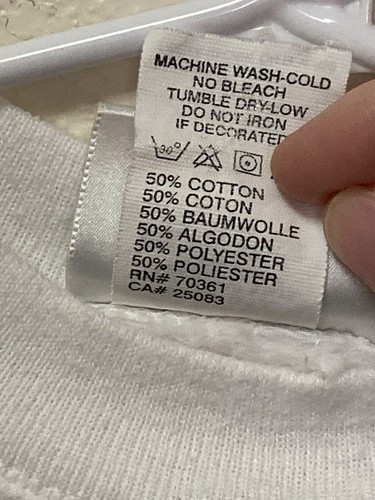 MACHINE WASH-COLD
NO BLEACH
TUMBLE DRY-LOW
DO NOT IRON
IF DECORATED
30°
50% COTTON
50% COTON
50% BAUMWOLLE
50% ALGODON
50% POLYESTER
50% POLIESTER
RN# 70361
CA# 25083